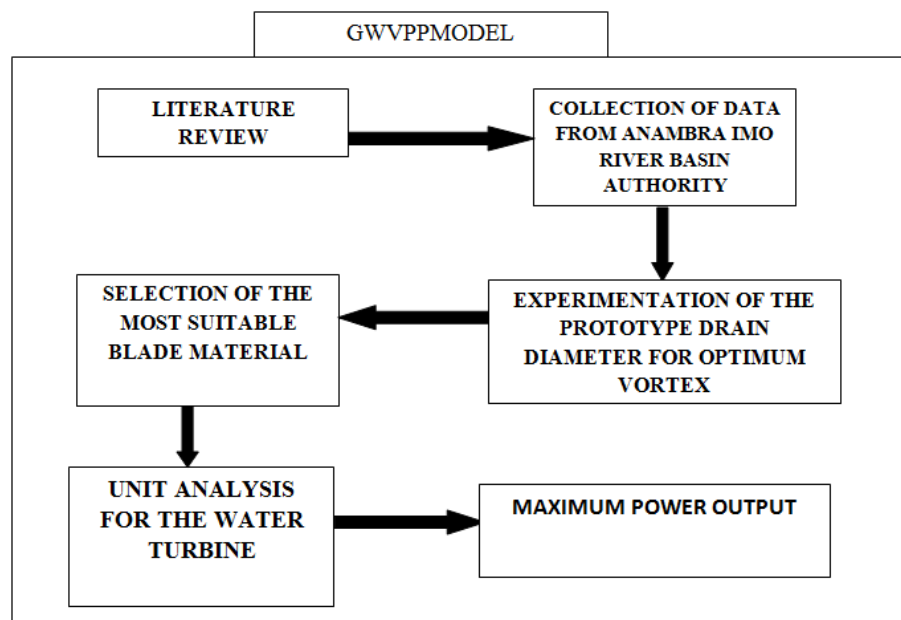 GWVPPMODEL
LITERATURE
REVIEW
COLLECTION OF DATA
FROM ANAMBRA IMO
RIVER BASIN
AUTHORITY
EXPERIMENTATION OF THE
PROTOTYPE DRAIN
DIAMETER FOR OPTIMUM
VORTEX
SELECTION OF THE
MOST SUITABLE
BLADE MATERIAL
UNIT ANALYSIS
FOR THE WATER
TURBINE
MAXIMUM POWER OUTPUT